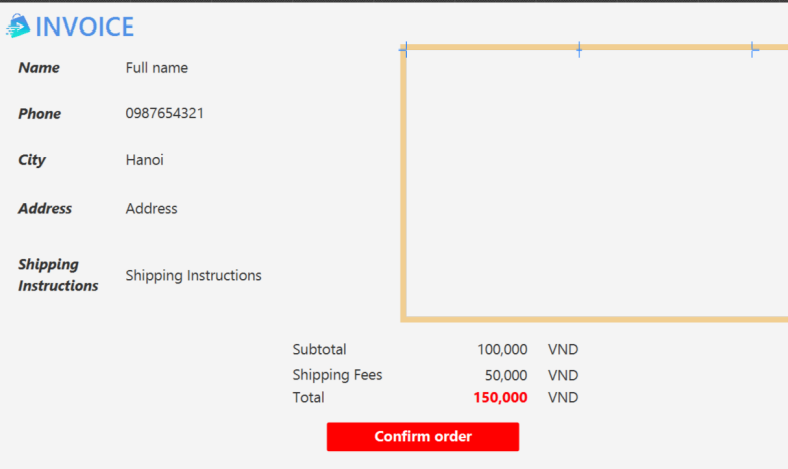 INVOICE
Name Full name
Phone 0987654321
City Hanoi
Address Address
Shipping
Instructions Shipping Instructions
Subtotal 100,000 VND
Shipping Fees 50,000 VND
Total 150,000 VND
Confirm order